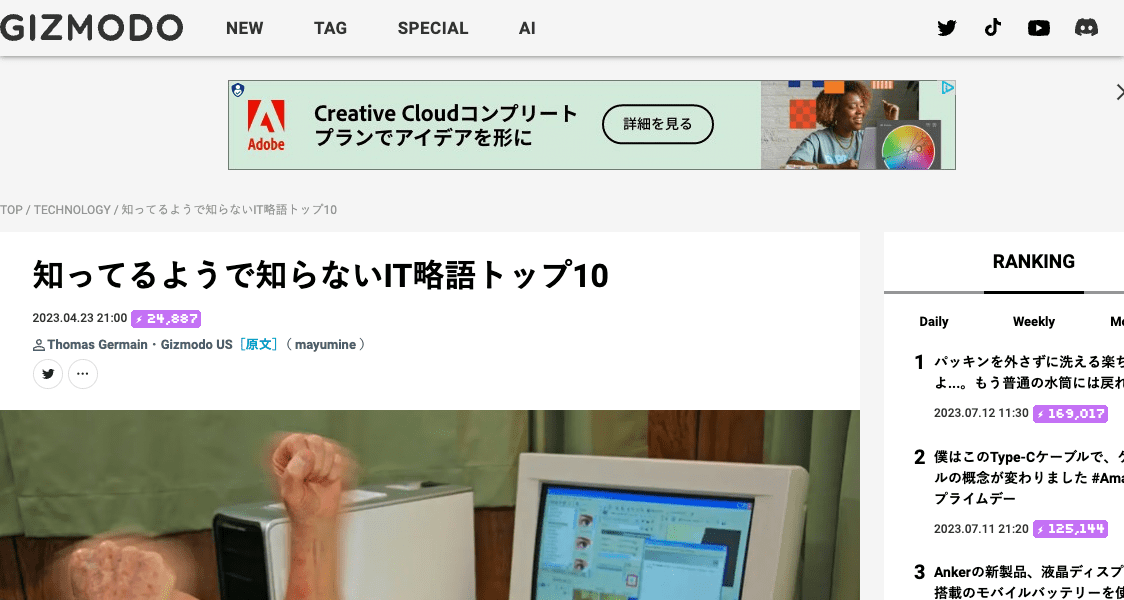 GIZMODO
NEW TAG SPECIAL AI
Adobe
Creative Cloudコンプリート
プランでアイデアを形に
詳細を見る
TOP / TECHNOLOGY / 知ってるようで知らないIT略語トップ10
知ってるようで知らないIT略語トップ10
2023.04.23 21:00 24,887
Thomas Germain・Gizmodo US［原文］（ mayumine ）
RANKING
Daily Weekly
1 パッキンを外さずに洗える楽ち
よ…。もう普通の水筒には戻れ
2023.07.12 11:30 169,017
2 僕はこのType-Cケーブルで、ケ
ルの概念が変わりました #Ama
プライムデー
2023.07.11 21:20 125,144
3 Ankerの新製品、液晶ディスプ
搭載のモバイルバッテリーを使